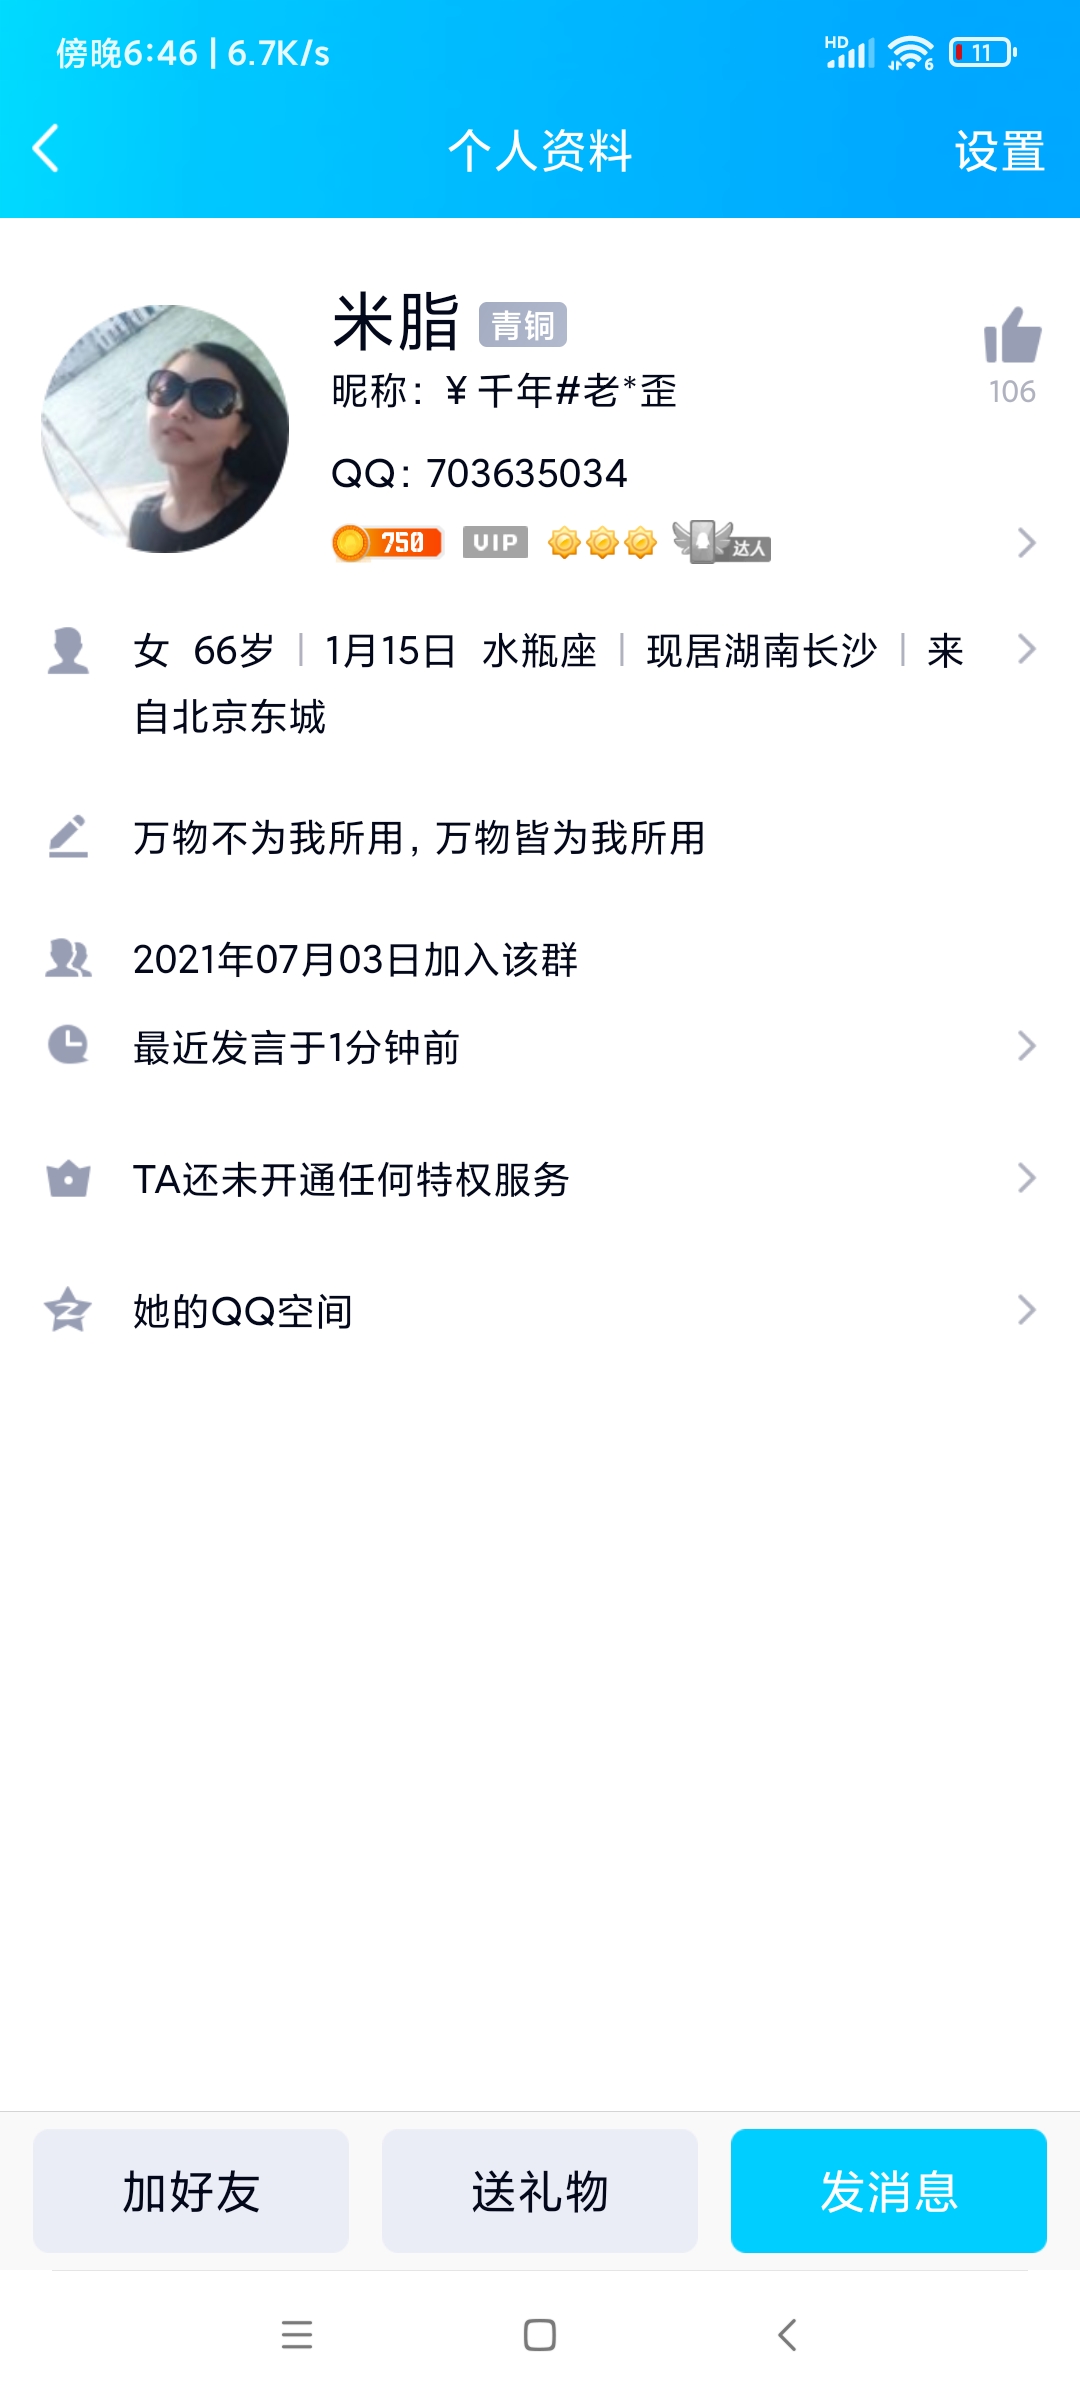 傍晚6:46 | 6.7K/s
HD
6
11
个人资料
设置
米脂 青铜
昵称：￥千年#老*歪
106
QQ：703635034
750 VIP 达人
女 66岁 | 1月15日 水瓶座 | 现居湖南长沙 | 来
自北京东城
万物不为我所用，万物皆为我所用
2021年07月03日加入该群
最近发言于1分钟前
TA还未开通任何特权服务
她的QQ空间
加好友
送礼物
发消息